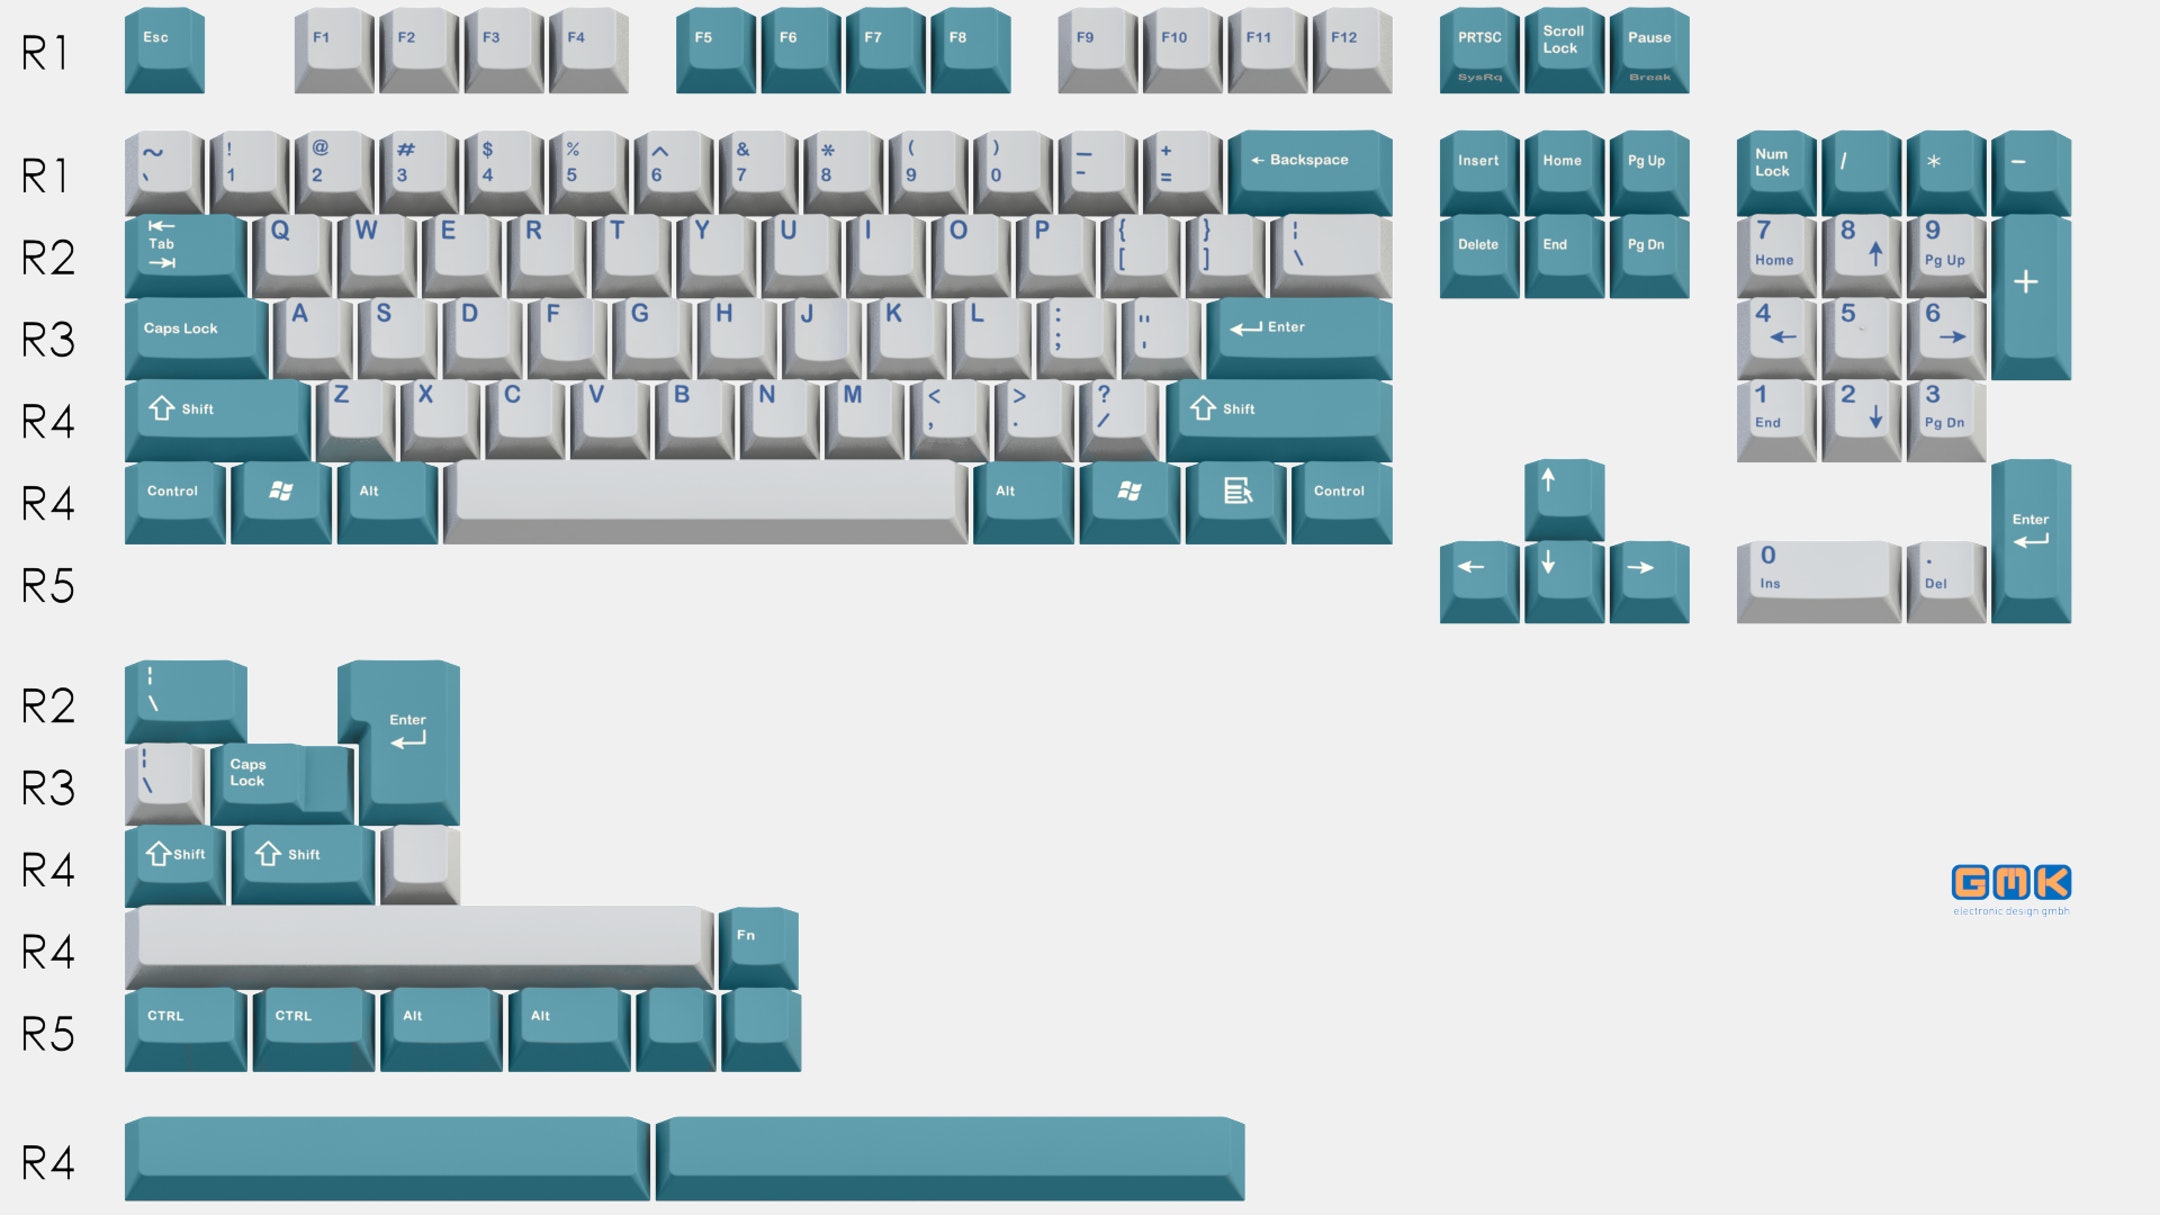 R1 Esc F1 F2 F3 F4 F5 F6 F7 F8 F9 F10 F11 F12 PRTSC SysRq Scroll Lock Pause Break
R1 ~ ` ! 1 @ 2 # 3 $ 4 % 5 ^ 6 & 7 * 8 ( 9 ) 0 — - + = ← Backspace Insert Home Pg Up Num Lock / * −
R2 ⇤ Tab ⇥ Q W E R T Y U I O P { [ } ] ¦ \ Delete End Pg Dn 7 Home 8 ↑ 9 Pg Up +
R3 Caps Lock A S D F G H J K L : ; " ' ↵ Enter 4 ← 5 6 →
R4 ⇧ Shift Z X C V B N M < , > . ? / ⇧ Shift 1 End 2 ↓ 3 Pg Dn
R4 Control Alt Alt Control ↑ Enter ↵
R5 ← ↓ → 0 Ins . Del
R2 ¦ \ Enter ↵
R3 ¦ \ Caps Lock
R4 ⇧ Shift ⇧ Shift
GMK
electronic design gmbh
R4 Fn
R5 CTRL CTRL Alt Alt
R4